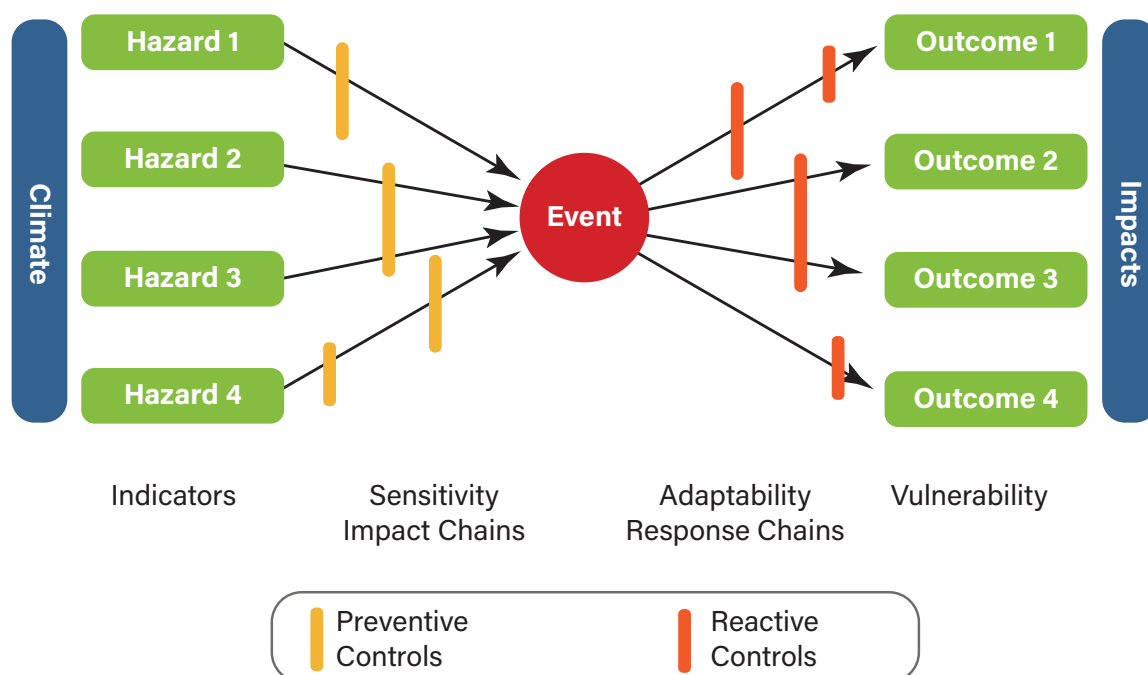 Climate
Hazard 1
Hazard 2
Hazard 3
Hazard 4
Event
Outcome 1
Outcome 2
Outcome 3
Outcome 4
Impacts
Indicators
Sensitivity
Impact Chains
Adaptability
Response Chains
Vulnerability
Preventive
Controls
Reactive
Controls